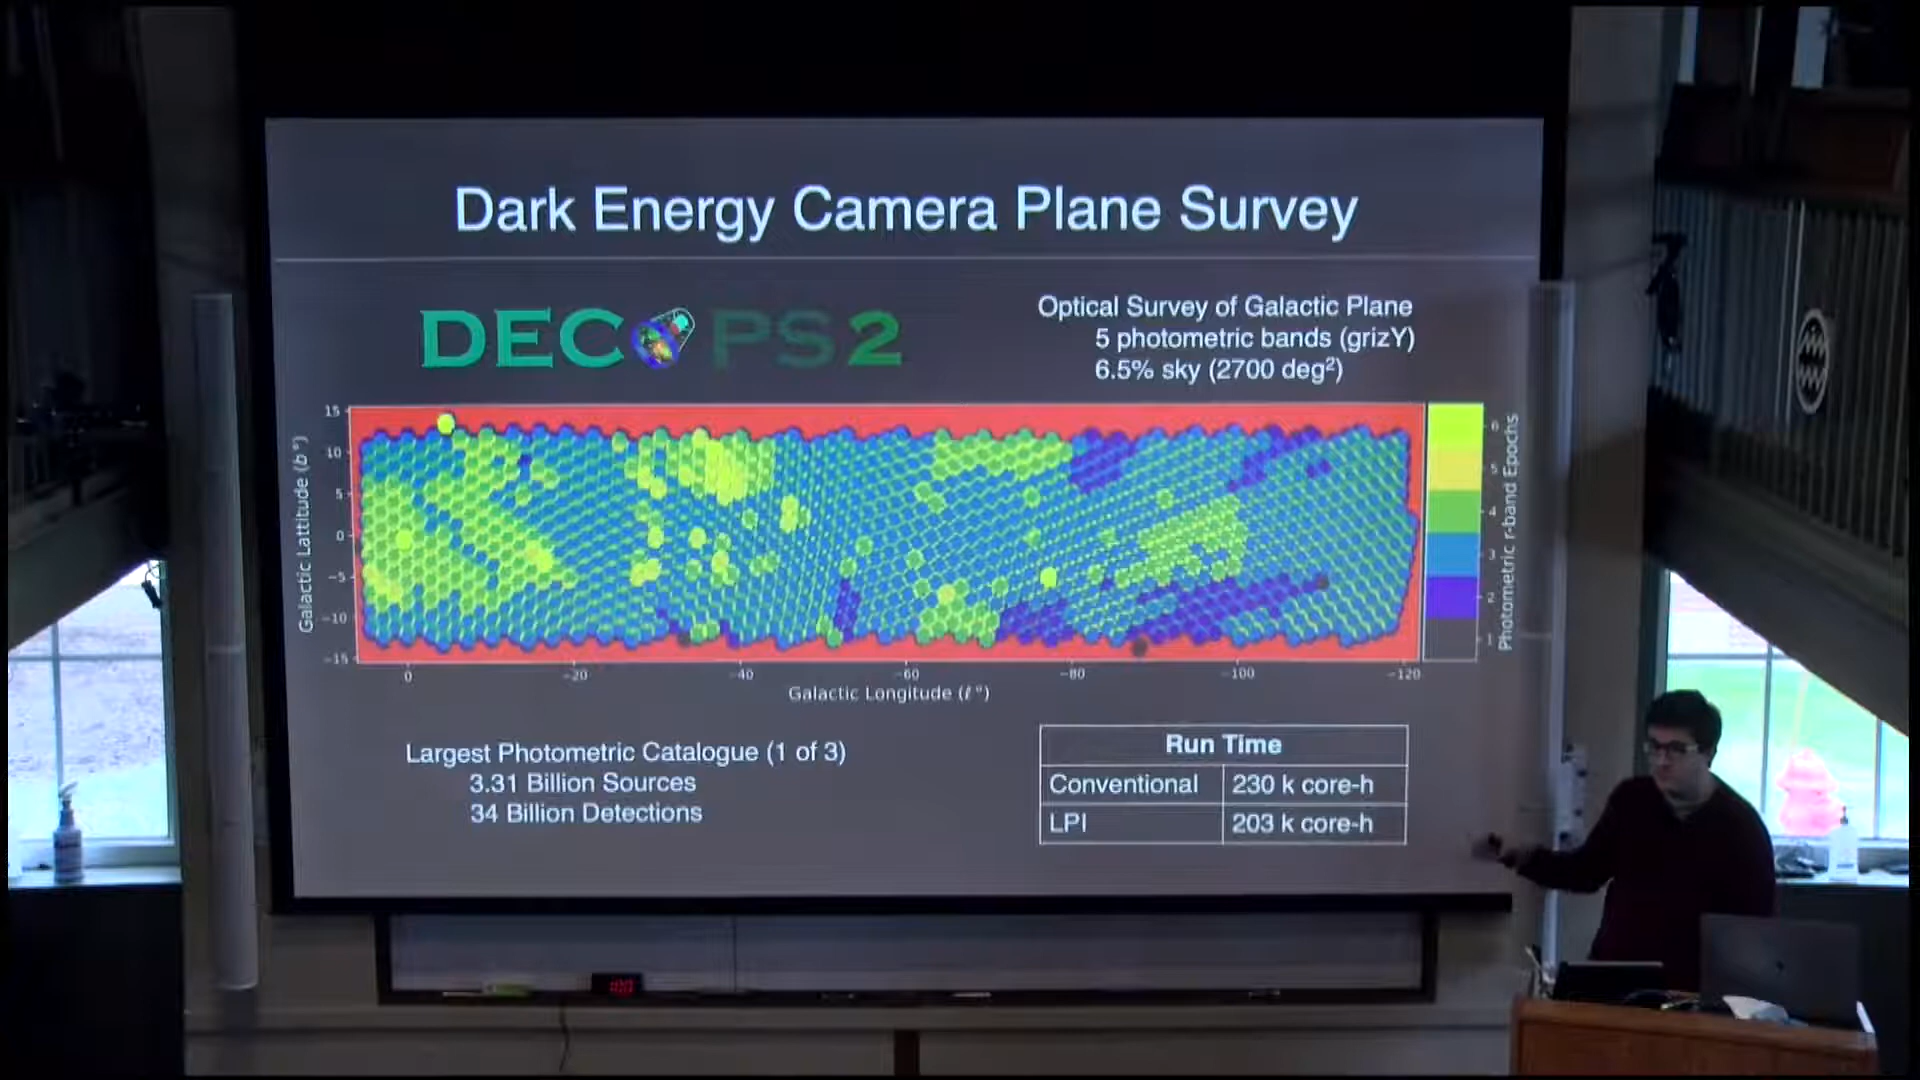 Dark Energy Camera Plane Survey
DEC PS2
Optical Survey of Galactic Plane
5 photometric bands (grizY)
6.5% sky (2700 deg²)
15
10
5
0
−5
−10
−15
Galactic Lattitude (b°)
0
−20
−40
−60
−80
−100
−120
Galactic Longitude (ℓ°)
6
5
4
3
2
1
Photometric r-band Epochs
Largest Photometric Catalogue (1 of 3)
3.31 Billion Sources
34 Billion Detections
Run Time
Conventional 230 k core-h
LPI 203 k core-h